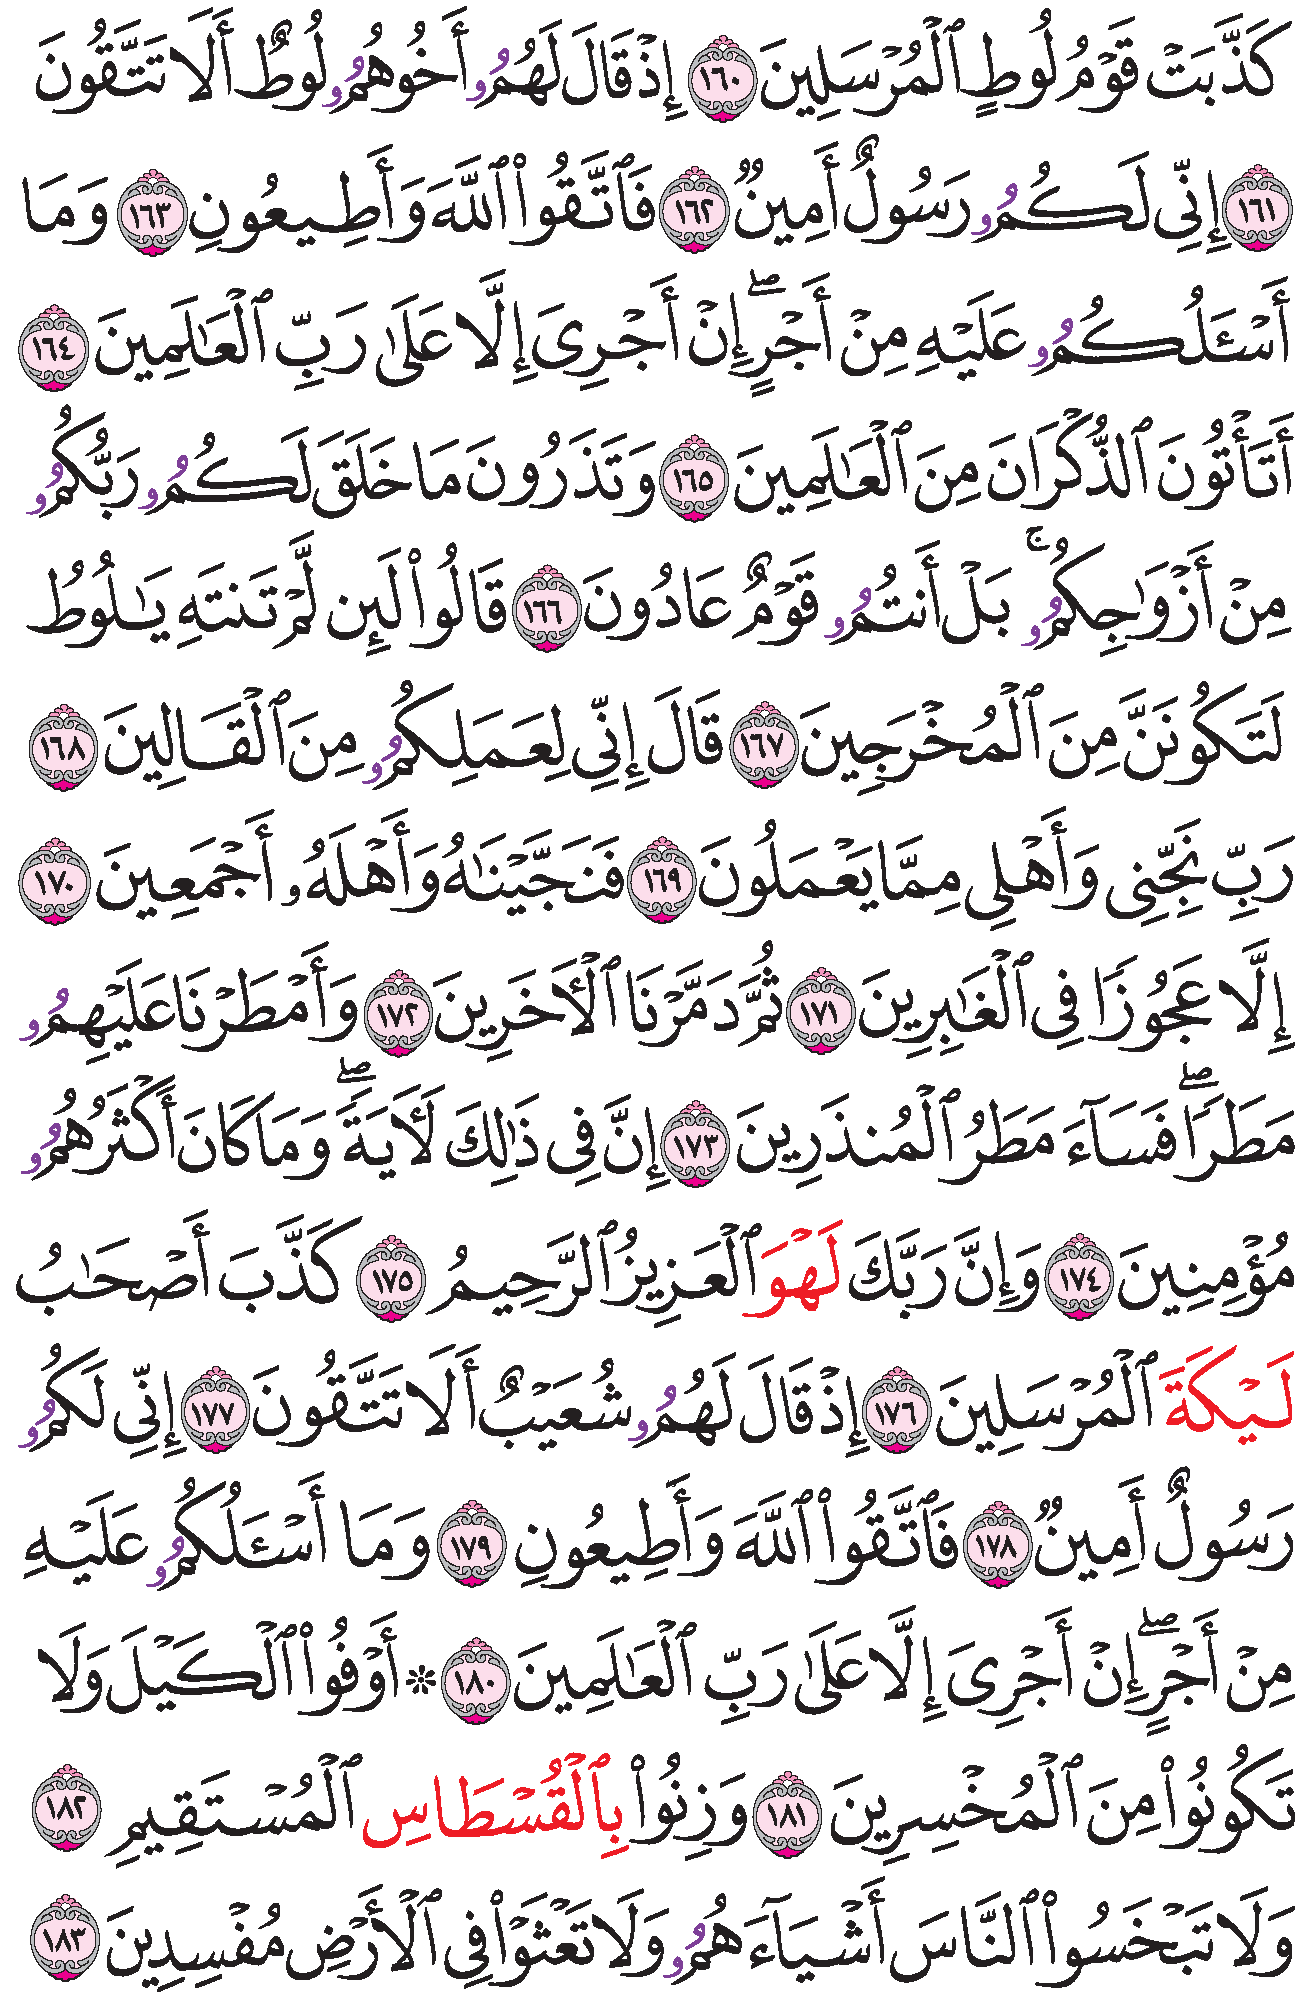 كَذَّبَتْ قَوْمُ لُوطٍ ٱلْمُرْسَلِينَ ١٦٠ إِذْ قَالَ لَهُمُۥ أَخُوهُمُۥ لُوطٌ أَلَا تَتَّقُونَ
١٦١ إِنِّى لَكُمُۥ رَسُولٌ أَمِينٌ ١٦٢ فَٱتَّقُوا۟ ٱللَّهَ وَأَطِيعُونِ ١٦٣ وَمَا
أَسْـَٔلُكُمُۥ عَلَيْهِ مِنْ أَجْرٍ ۖ إِنْ أَجْرِىَ إِلَّا عَلَىٰ رَبِّ ٱلْعَـٰلَمِينَ ١٦٤
أَتَأْتُونَ ٱلذُّكْرَانَ مِنَ ٱلْعَـٰلَمِينَ ١٦٥ وَتَذَرُونَ مَا خَلَقَ لَكُمُۥ رَبُّكُمُۥ
مِنْ أَزْوَٰجِكُمُۥ ۚ بَلْ أَنتُمُۥ قَوْمٌ عَادُونَ ١٦٦ قَالُوا۟ لَئِن لَّمْ تَنتَهِ يَـٰلُوطُ
لَتَكُونَنَّ مِنَ ٱلْمُخْرَجِينَ ١٦٧ قَالَ إِنِّى لِعَمَلِكُمُۥ مِنَ ٱلْقَالِينَ ١٦٨
رَبِّ نَجِّنِى وَأَهْلِى مِمَّا يَعْمَلُونَ ١٦٩ فَنَجَّيْنَـٰهُ وَأَهْلَهُۥ أَجْمَعِينَ ١٧٠
إِلَّا عَجُوزًا فِى ٱلْغَـٰبِرِينَ ١٧١ ثُمَّ دَمَّرْنَا ٱلْأَخَرِينَ ١٧٢ وَأَمْطَرْنَا عَلَيْهِمُۥ
مَطَرًا ۖ فَسَآءَ مَطَرُ ٱلْمُنذَرِينَ ١٧٣ إِنَّ فِى ذَٰلِكَ لَأَيَةً ۖ وَمَا كَانَ أَكْثَرُهُمُۥ
مُؤْمِنِينَ ١٧٤ وَإِنَّ رَبَّكَ لَهْوَ ٱلْعَزِيزُ ٱلرَّحِيمُ ١٧٥ كَذَّبَ أَصْحَـٰبُ
لَيْكَةَ ٱلْمُرْسَلِينَ ١٧٦ إِذْ قَالَ لَهُمُۥ شُعَيْبٌ أَلَا تَتَّقُونَ ١٧٧ إِنِّى لَكُمُۥ
رَسُولٌ أَمِينٌ ١٧٨ فَٱتَّقُوا۟ ٱللَّهَ وَأَطِيعُونِ ١٧٩ وَمَا أَسْـَٔلُكُمُۥ عَلَيْهِ
مِنْ أَجْرٍ ۖ إِنْ أَجْرِىَ إِلَّا عَلَىٰ رَبِّ ٱلْعَـٰلَمِينَ ١٨٠ ۞ أَوْفُوا۟ ٱلْكَيْلَ وَلَا
تَكُونُوا۟ مِنَ ٱلْمُخْسِرِينَ ١٨١ وَزِنُوا۟ بِٱلْقُسْطَاسِ ٱلْمُسْتَقِيمِ ١٨٢
وَلَا تَبْخَسُوا۟ ٱلنَّاسَ أَشْيَآءَهُمُۥ وَلَا تَعْثَوْا۟ فِى ٱلْأَرْضِ مُفْسِدِينَ ١٨٣